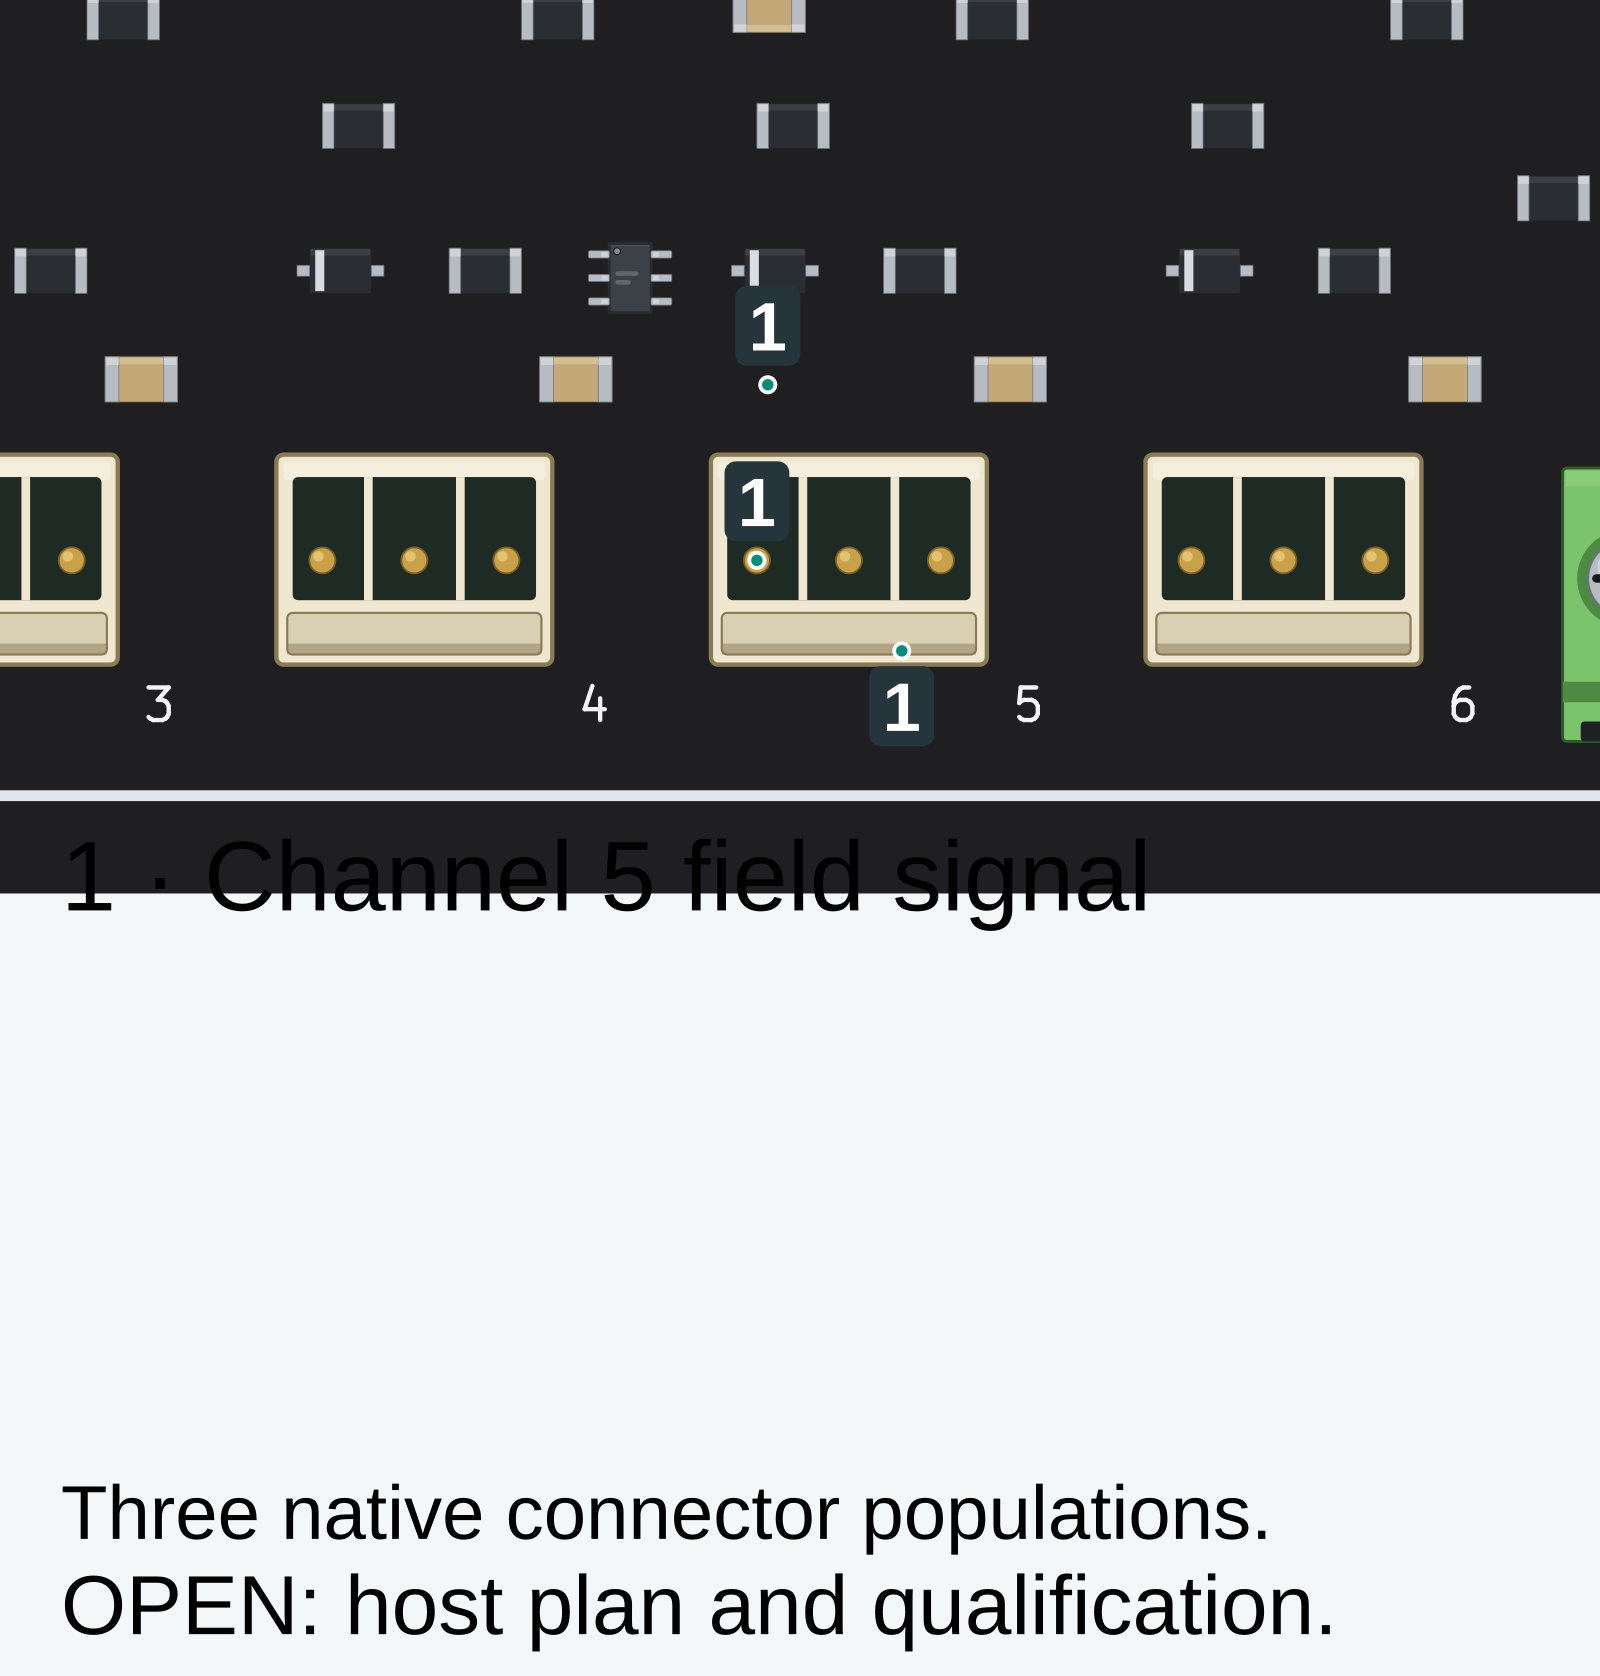 1
1
3
4
1
5
6
1 · Channel 5 field signal
Three native connector populations.
OPEN: host plan and qualification.